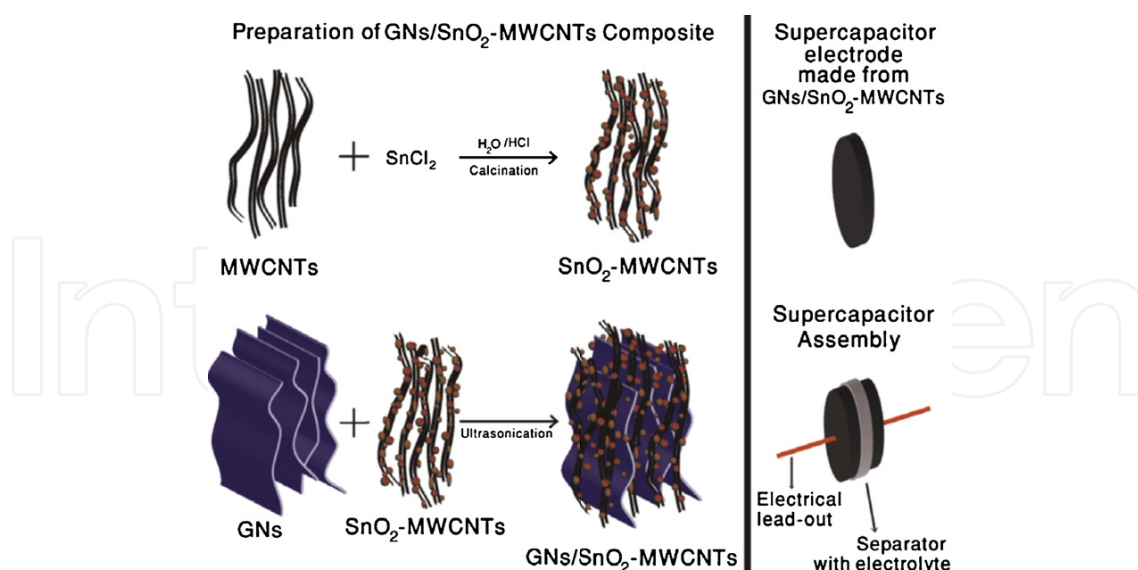 Preparation of GNs/SnO₂-MWCNTs Composite
MWCNTs
+
SnCl₂
H₂O/HCl
Calcination
SnO₂-MWCNTs
GNs
+
SnO₂-MWCNTs
Ultrasonication
GNs/SnO₂-MWCNTs
Supercapacitor
electrode
made from
GNs/SnO₂-MWCNTs
Supercapacitor
Assembly
Electrical
lead-out
Separator
with electrolyte